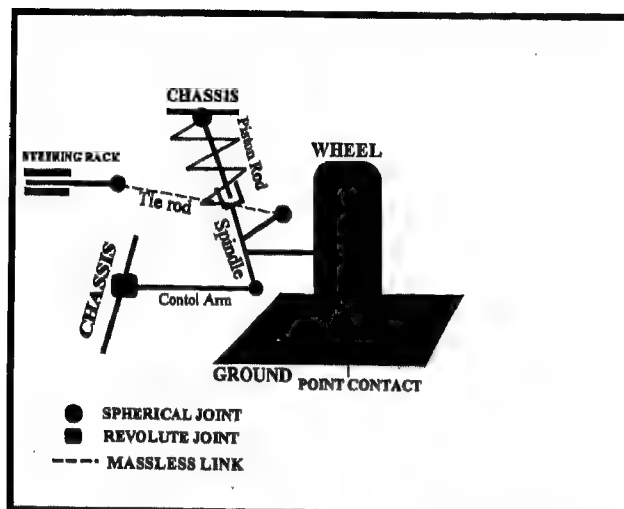 CHASSIS
Piston Rod
STEERING RACK
WHEEL
Tie rod
Spindle
CHASSIS
Contol Arm
GROUND
POINT CONTACT
SPHERICAL JOINT
REVOLUTE JOINT
MASSLESS LINK